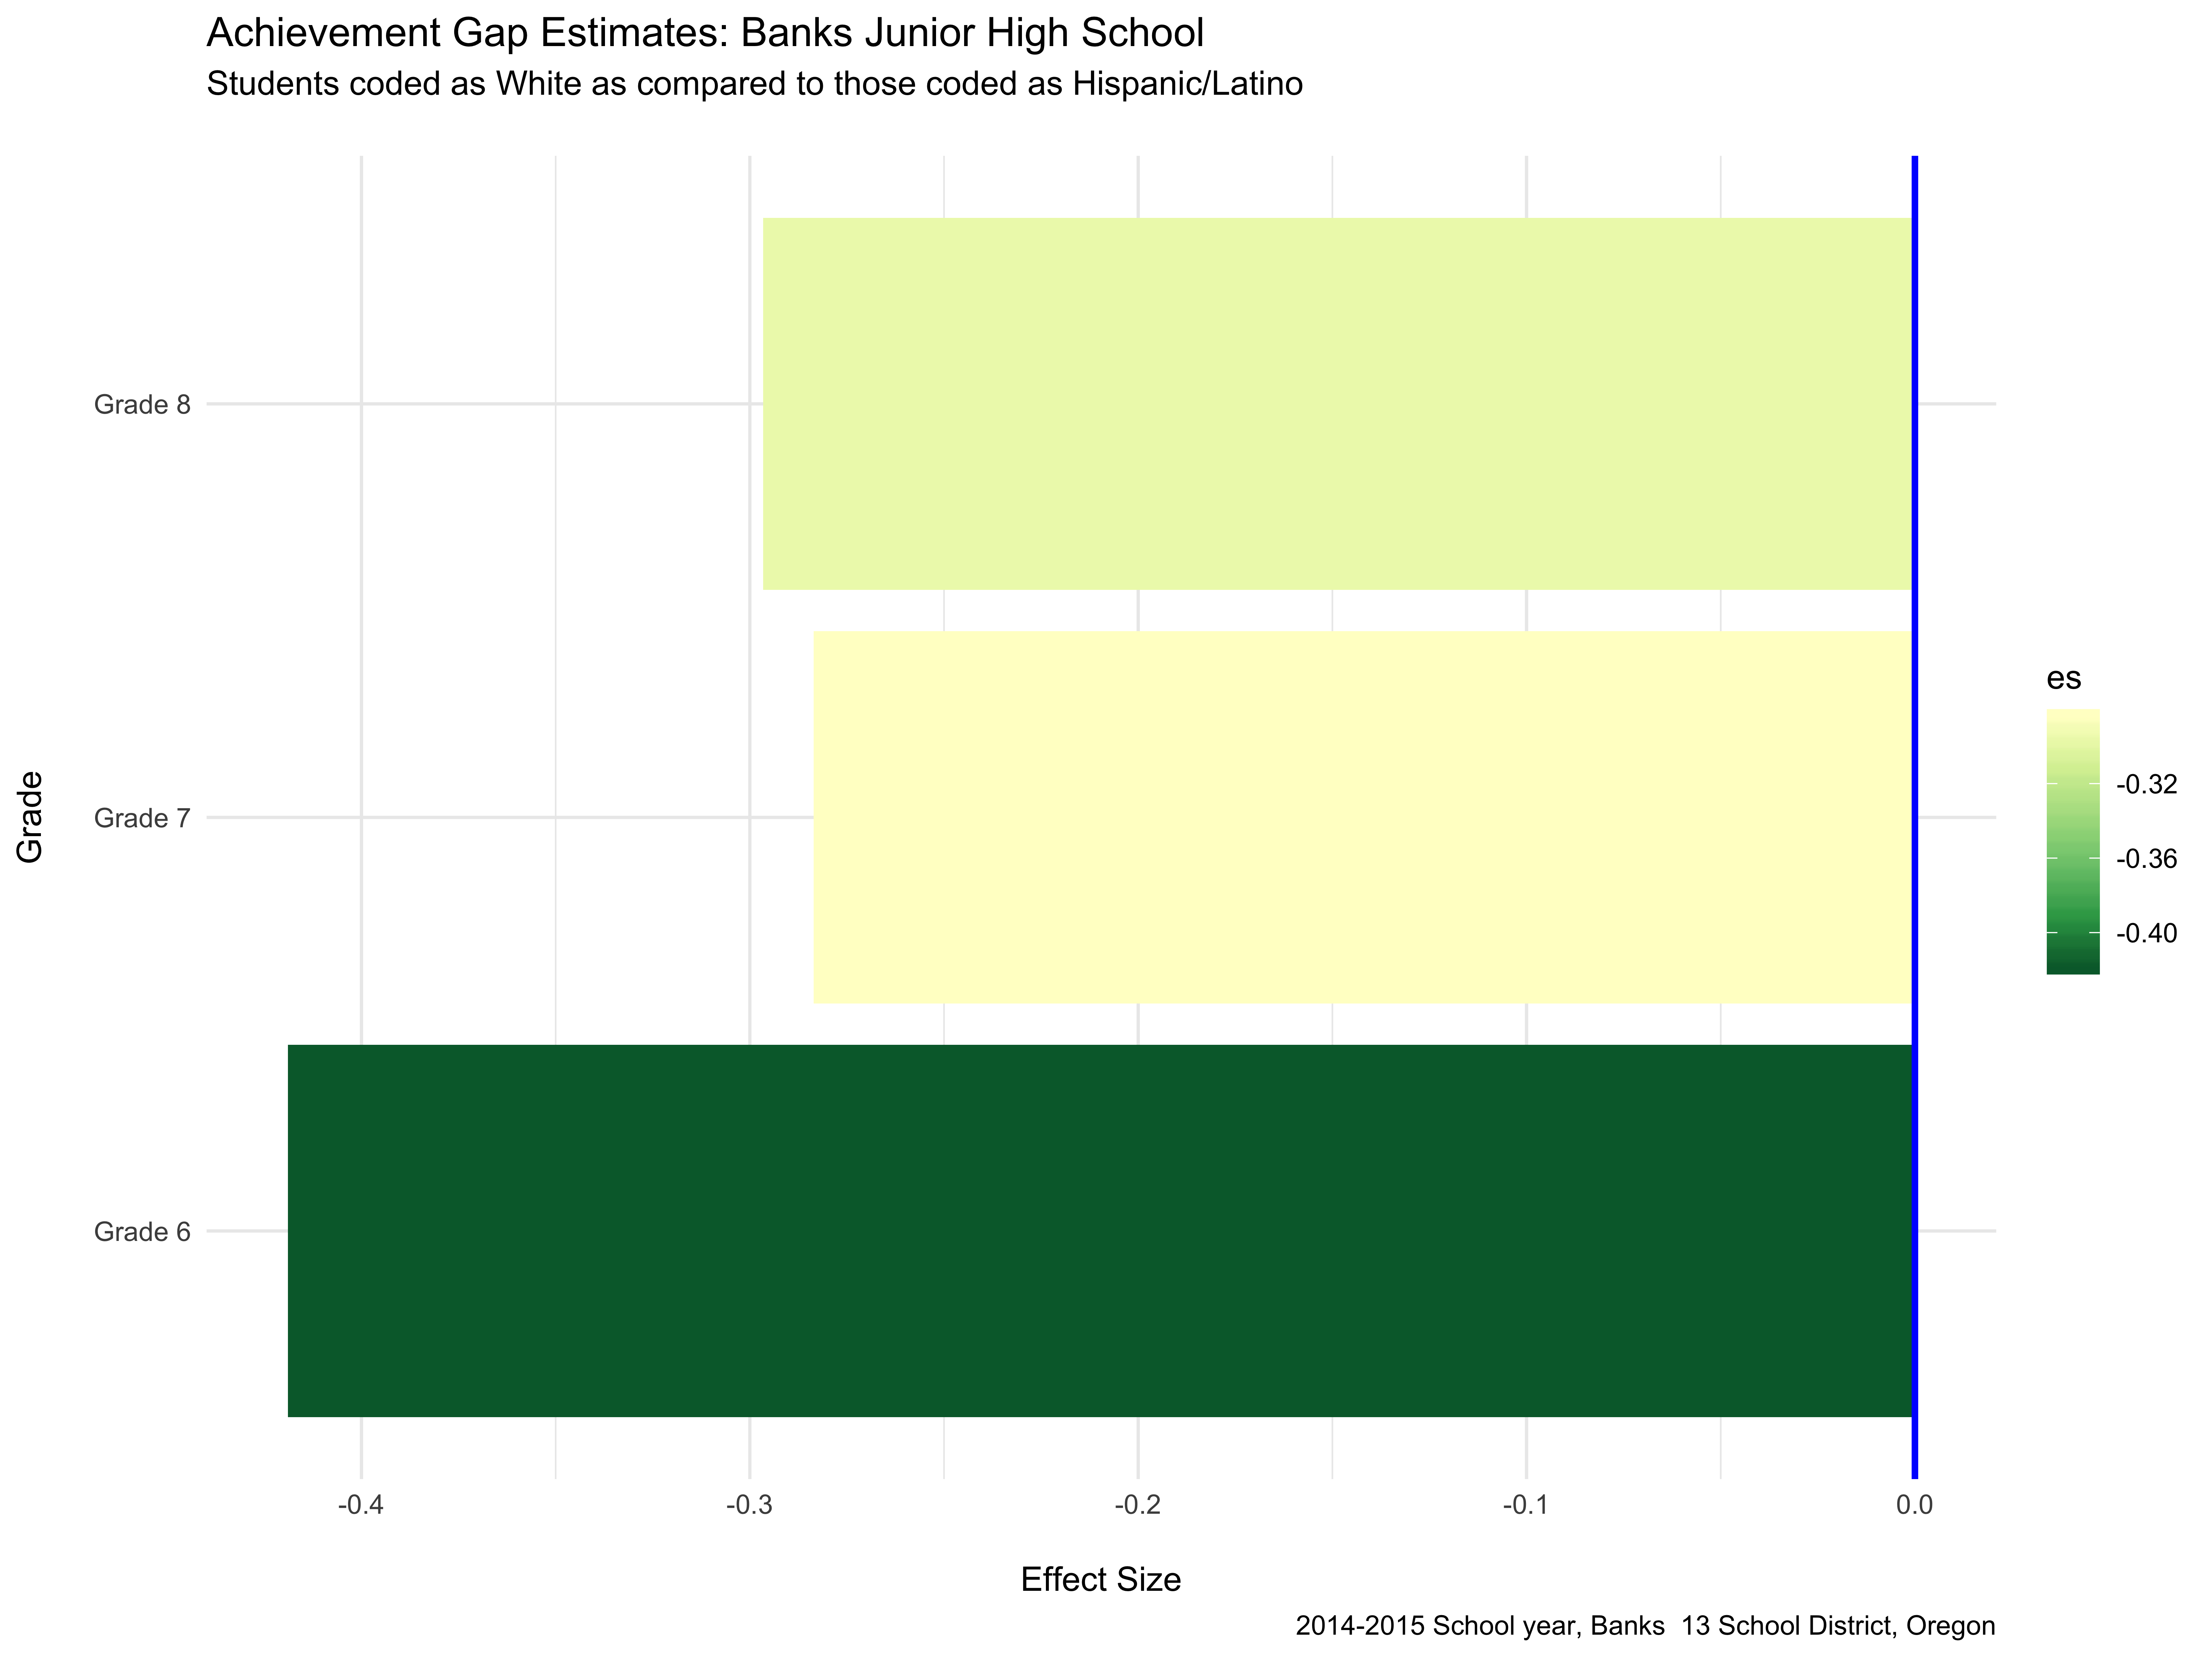 Achievement Gap Estimates: Banks Junior High School
Students coded as White as compared to those coded as Hispanic/Latino
Grade 8
Grade 7
Grade 6
Grade
-0.4
-0.3
-0.2
-0.1
0.0
Effect Size
es
-0.32
-0.36
-0.40
2014-2015 School year, Banks  13 School District, Oregon